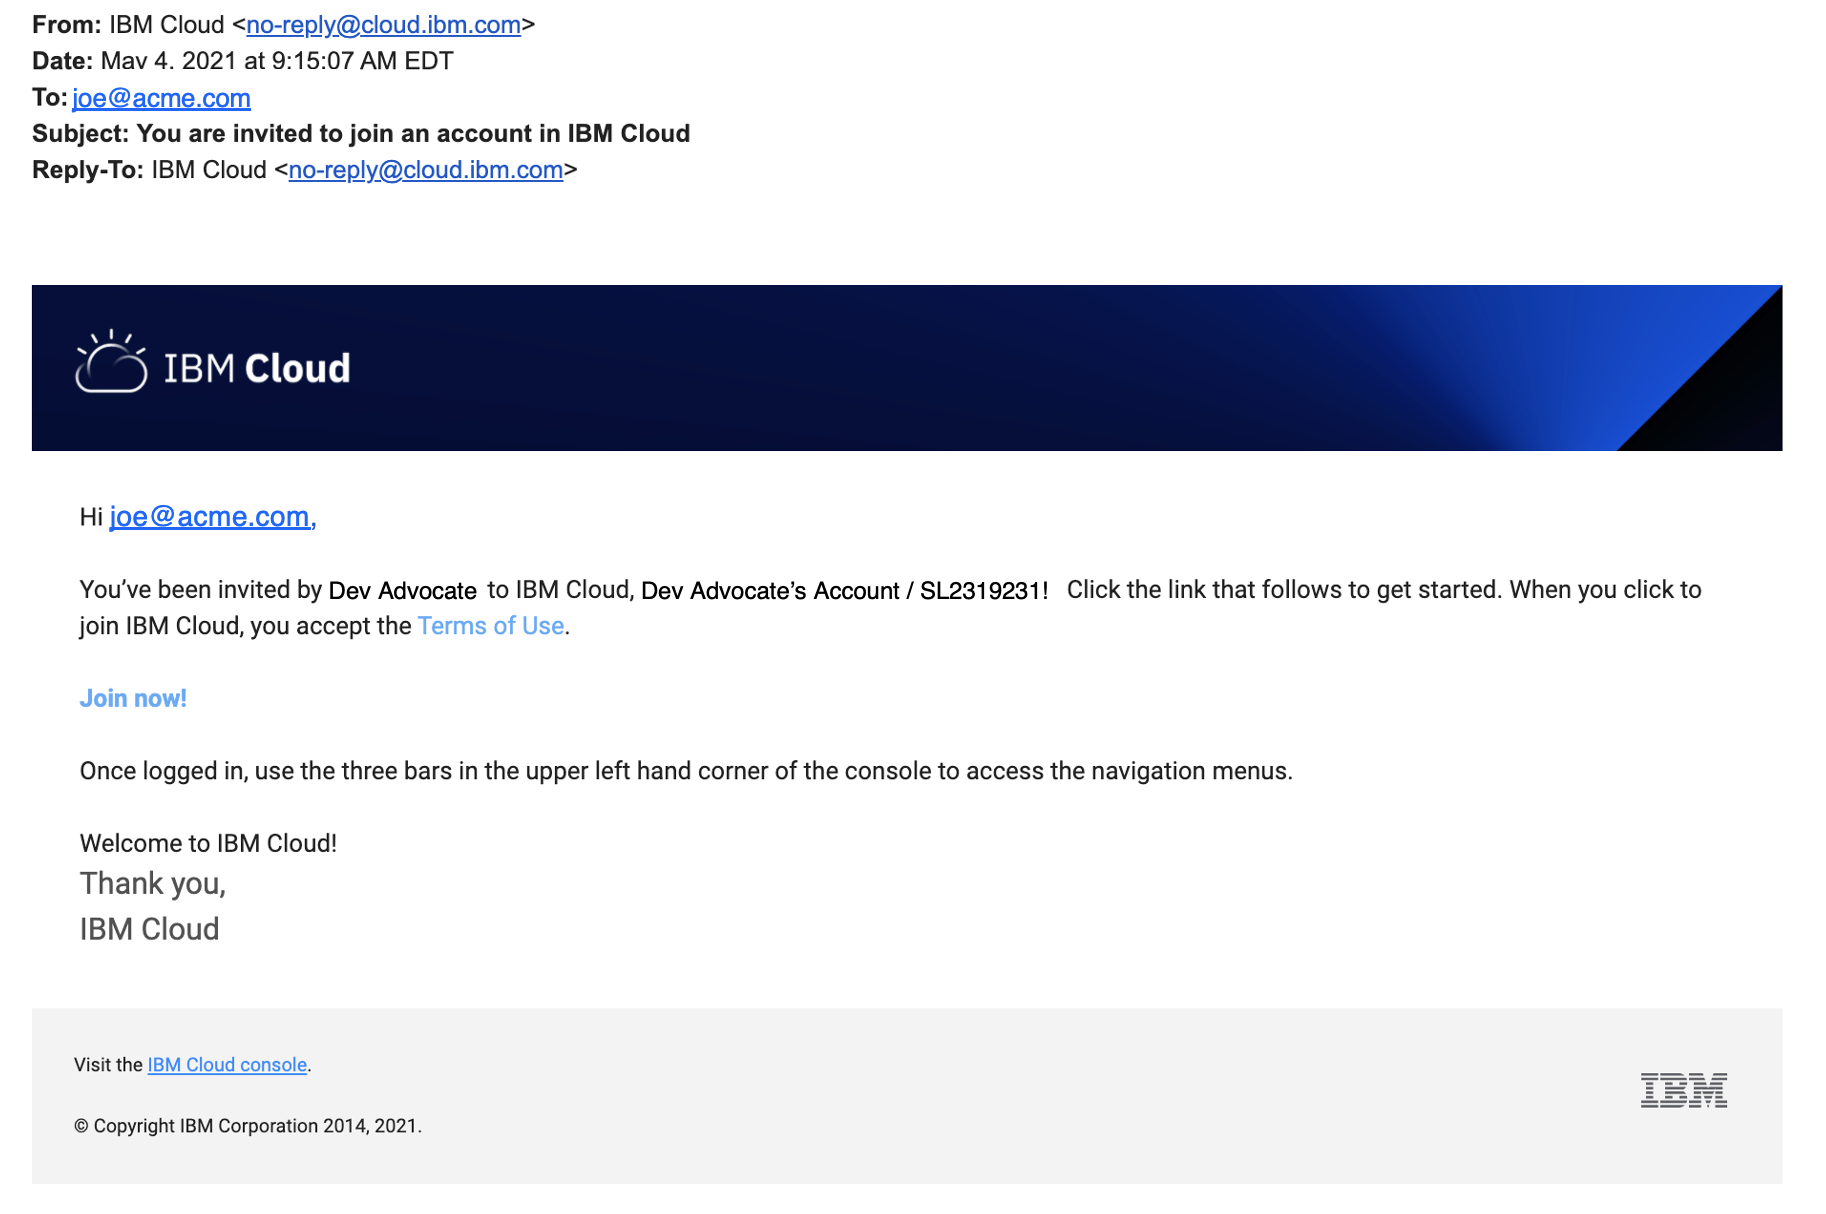 From: IBM Cloud <no-reply@cloud.ibm.com>
Date: May 4, 2021 at 9:15:07 AM EDT
To: joe@acme.com
Subject: You are invited to join an account in IBM Cloud
Reply-To: IBM Cloud <no-reply@cloud.ibm.com>
IBM Cloud
Hi joe@acme.com,
You’ve been invited by Dev Advocate to IBM Cloud, Dev Advocate’s Account / SL2319231! Click the link that follows to get started. When you click to
join IBM Cloud, you accept the Terms of Use.
Join now!
Once logged in, use the three bars in the upper left hand corner of the console to access the navigation menus.
Welcome to IBM Cloud!
Thank you,
IBM Cloud
Visit the IBM Cloud console.
IBM
© Copyright IBM Corporation 2014, 2021.